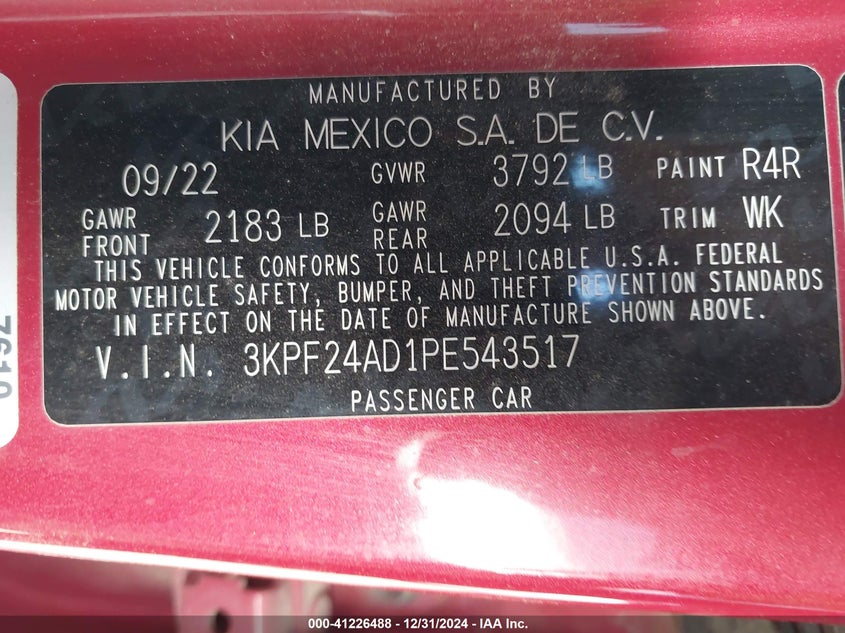 MANUFACTURED BY
KIA MEXICO S.A. DE C.V.
09/22 GVWR 3792 LB PAINT R4R
GAWR FRONT 2183 LB GAWR REAR 2094 LB TRIM WK
THIS VEHICLE CONFORMS TO ALL APPLICABLE U.S.A. FEDERAL
MOTOR VEHICLE SAFETY, BUMPER, AND THEFT PREVENTION STANDARDS
IN EFFECT ON THE DATE OF MANUFACTURE SHOWN ABOVE.
V.I.N. 3KPF24AD1PE543517
PASSENGER CAR
000-41226488 - 12/31/2024 - IAA Inc.